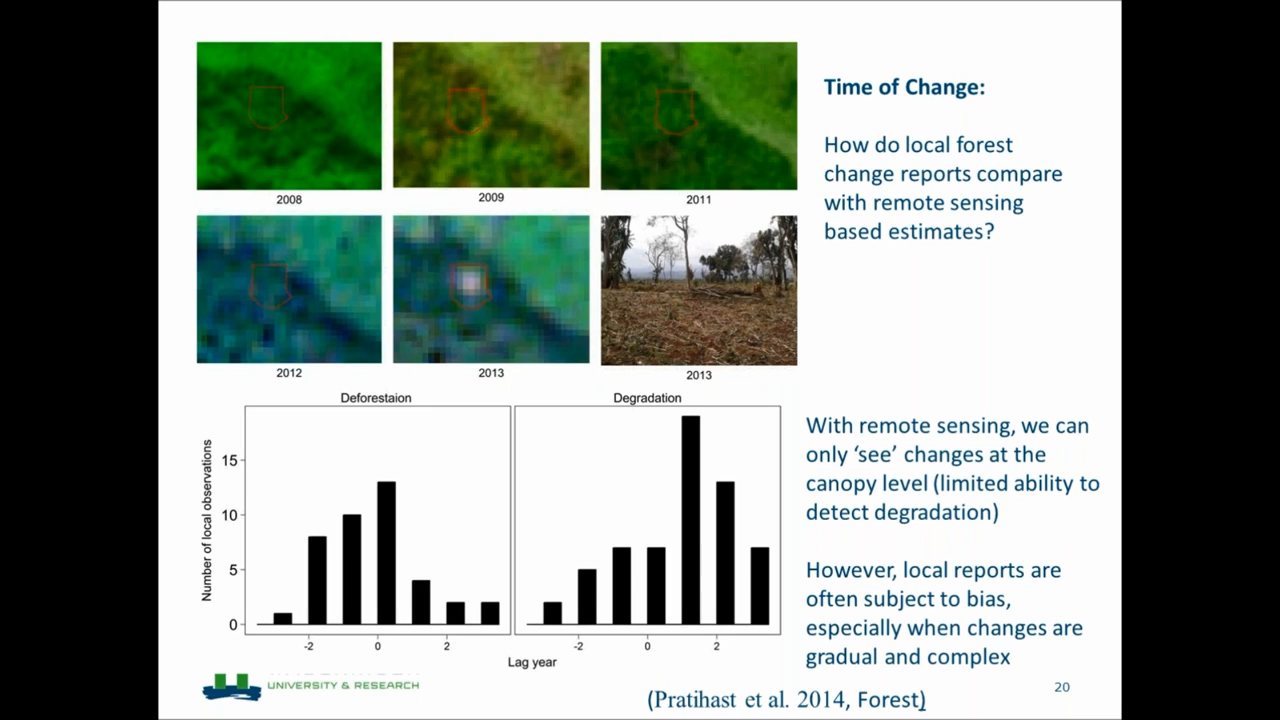 2008
2009
2011
2012
2013
2013
Time of Change:
How do local forest
change reports compare
with remote sensing
based estimates?
Deforestaion
Degradation
Number of local observations
15
10
5
0
-2
0
2
-2
0
2
Lag year
With remote sensing, we can
only ‘see’ changes at the
canopy level (limited ability to
detect degradation)
However, local reports are
often subject to bias,
especially when changes are
gradual and complex
UNIVERSITY & RESEARCH
(Pratihast et al. 2014, Forest)
20